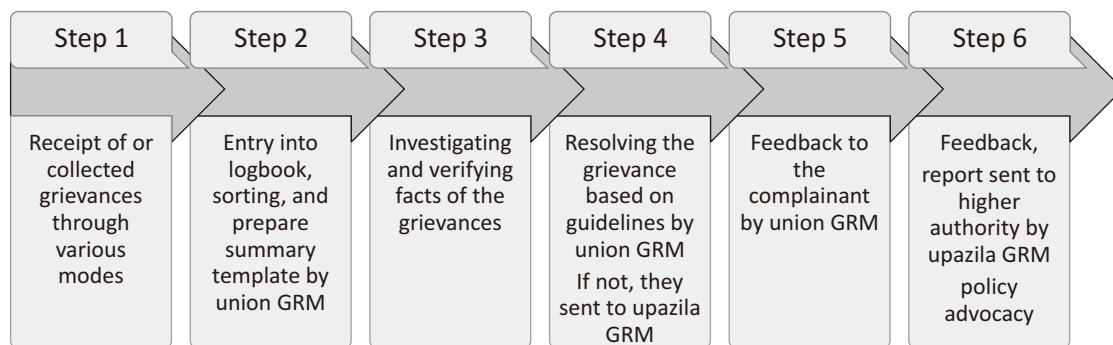 Step 1
Receipt of or
collected
grievances
through
various
modes
Step 2
Entry into
logbook,
sorting, and
prepare
summary
template by
union GRM
Step 3
Investigating
and verifying
facts of the
grievances
Step 4
Resolving the
grievance
based on
guidelines by
union GRM
If not, they
sent to upazila
GRM
Step 5
Feedback to
the
complainant
by union GRM
Step 6
Feedback,
report sent to
higher
authority by
upazila GRM
policy
advocacy